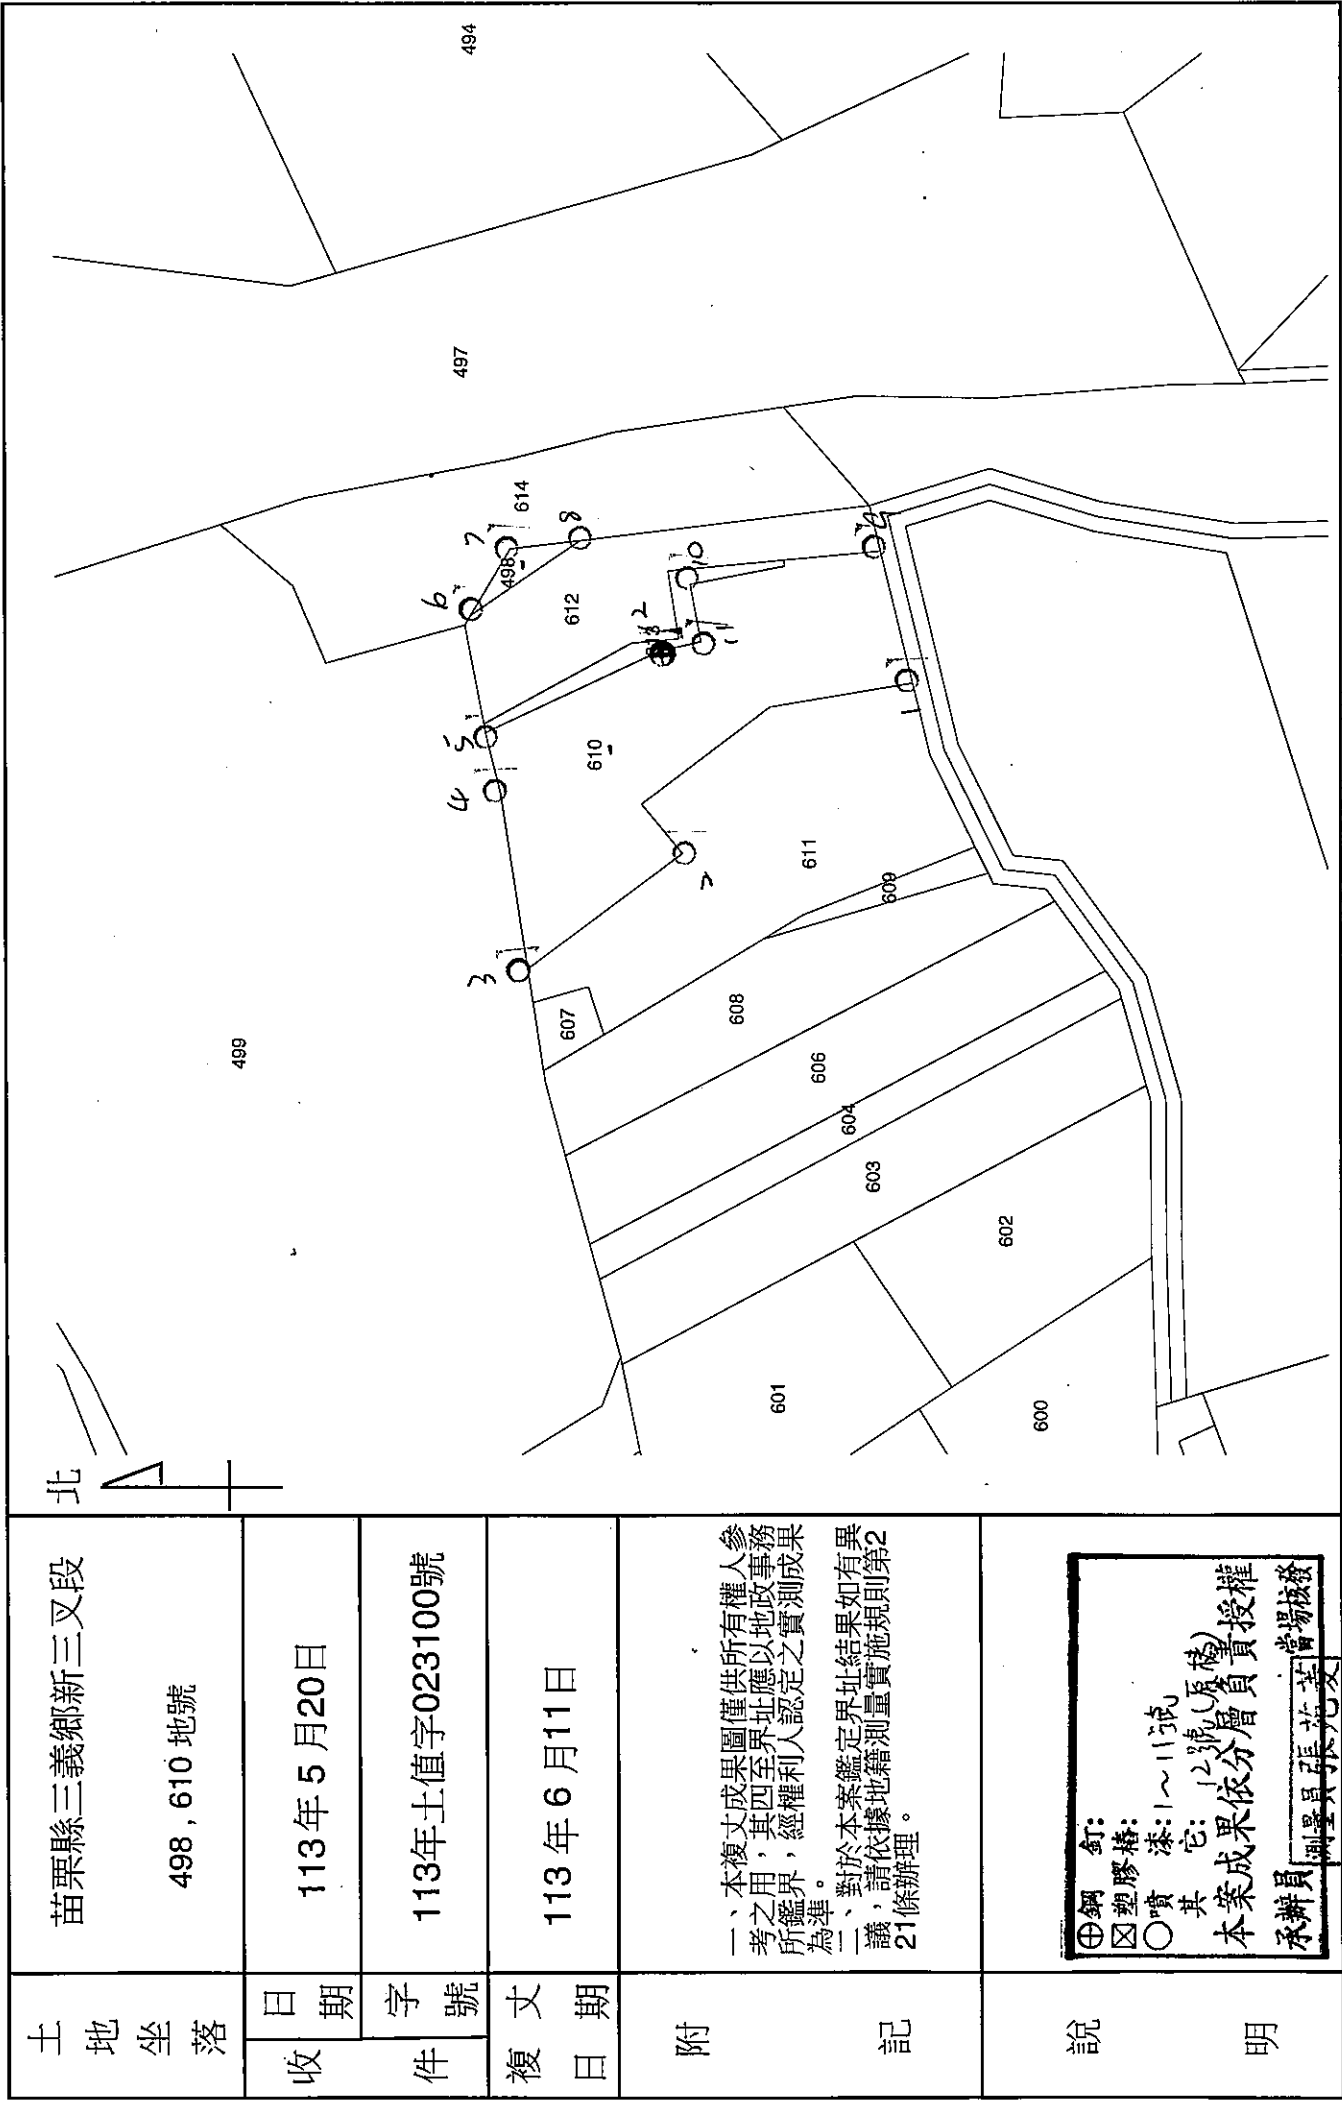 土地坐落
苗栗縣三義鄉新三叉段
498 , 610 地號
收件
日期
113 年 5 月20日
字號
113年土值字023100號
複丈日期
113 年 6 月11日
附記
一、本複丈成果圖僅供所有權人參
考之用，其四至界址應以地政事務
所鑑界，經權利人認定之實測成果
為準。
二、對於本案鑑定界址結果如有異
議，請依據地籍測量實施規則第2
21條辦理。
說明
⊕鋼釘：
☒塑膠樁：
○噴漆：1～11號
其它：12號(原樁)
本案成果依分層負責授權
承辦員
測量員
當場核發
北
494
497
499
614
498
612
610
611
609
607
608
606
604
603
602
601
600
1
2
3
4
5
6
7
8
9
10
11
12